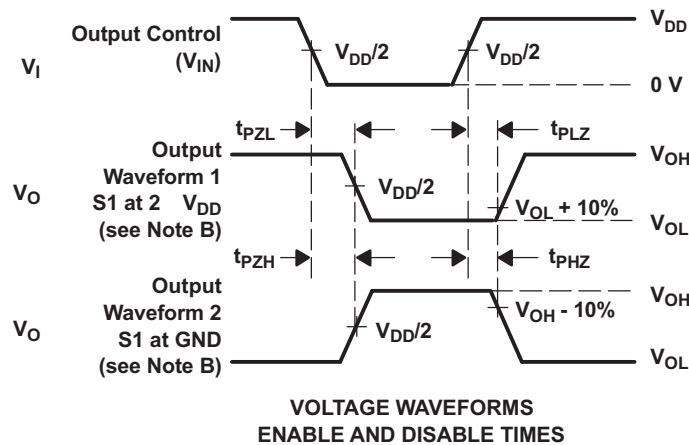 V_DD
Output Control
(V_IN)
V_I
V_DD/2
V_DD/2
0 V
t_PZL
t_PLZ
Output
Waveform 1
S1 at 2 V_DD
(see Note B)
V_O
V_DD/2
V_OH
V_OL + 10%
V_OL
t_PZH
t_PHZ
Output
Waveform 2
S1 at GND
(see Note B)
V_O
V_DD/2
V_OH
V_OH - 10%
V_OL
VOLTAGE WAVEFORMS
ENABLE AND DISABLE TIMES